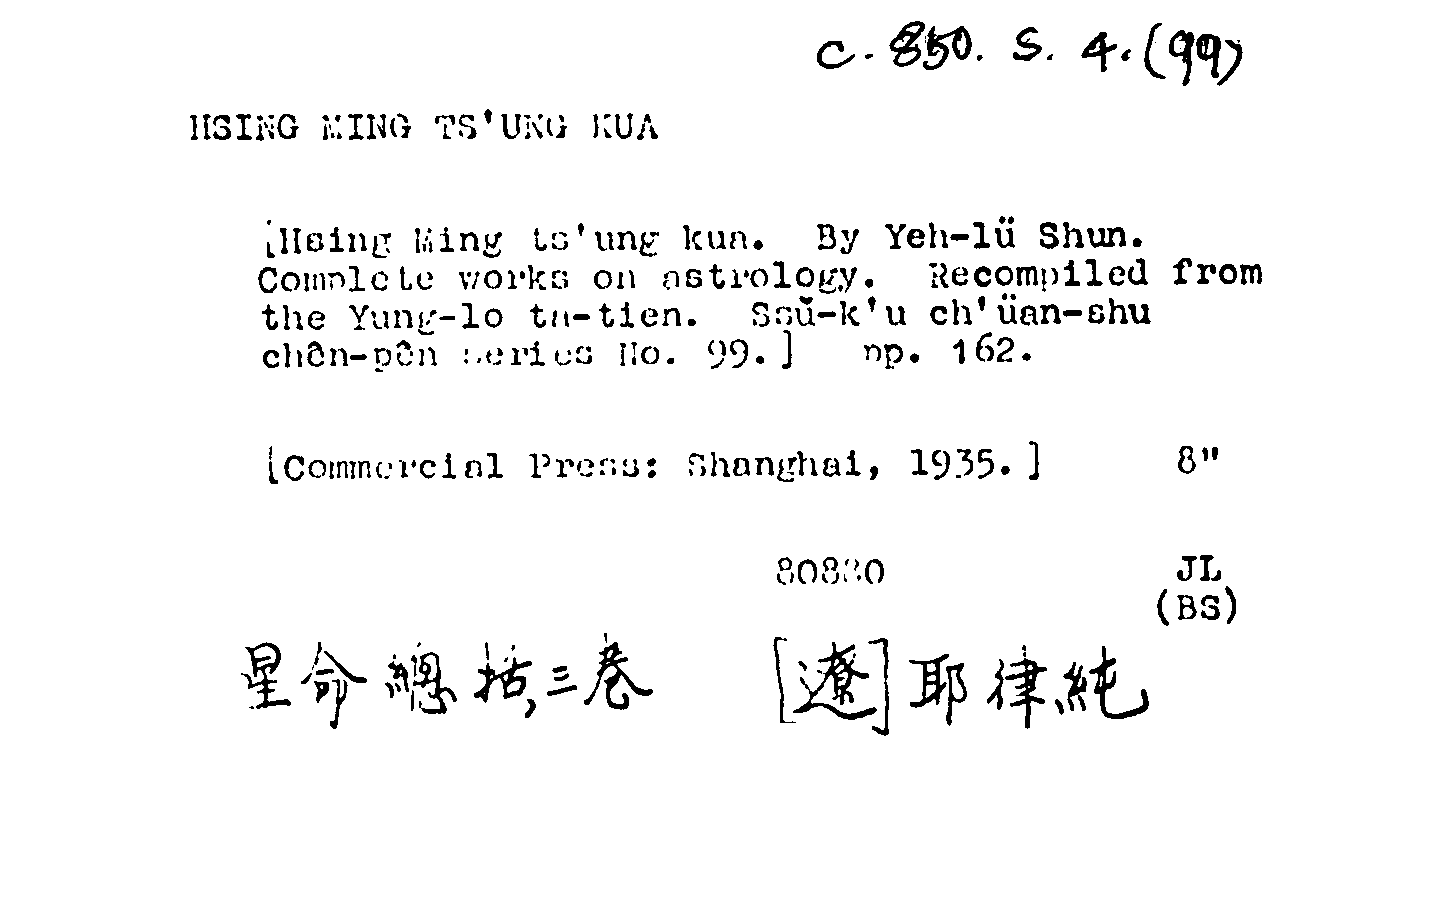 c. 850. S. 4. (99)
HSING MING TS'UNG KUA
[Hsing Ming ts'ung kua. By Yeh-lü Shun.
Complete works on astrology. Recompiled from
the Yung-lo ta-tien. Ssŭ-k'u ch'üan-shu
chên-pên series No. 99.] pp. 162.
[Commercial Press: Shanghai, 1935.] 8"
JL
(BS)
星命總括, 三卷 [遼] 耶律純